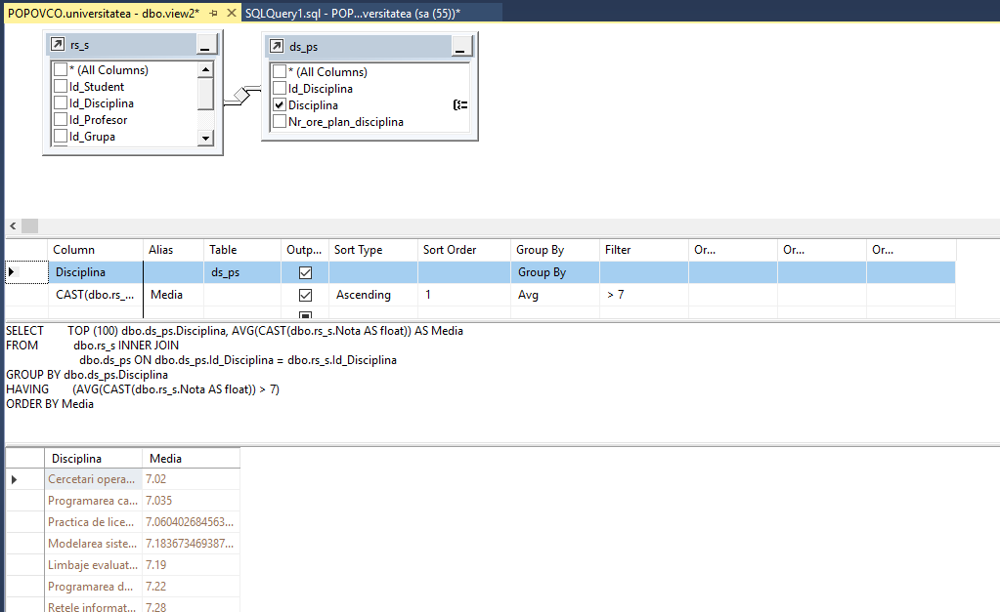 POPOVCO.universitatea - dbo.view2* SQLQuery1.sql - POP...versitatea (sa (55))*
rs_s
* (All Columns)
Id_Student
Id_Disciplina
Id_Profesor
Id_Grupa
ds_ps
* (All Columns)
Id_Disciplina
Disciplina
Nr_ore_plan_disciplina
Column Alias Table Outp... Sort Type Sort Order Group By Filter Or... Or... Or...
Disciplina ds_ps Group By
CAST(dbo.rs_... Media Ascending 1 Avg > 7
SELECT TOP (100) dbo.ds_ps.Disciplina, AVG(CAST(dbo.rs_s.Nota AS float)) AS Media
FROM dbo.rs_s INNER JOIN
dbo.ds_ps ON dbo.ds_ps.Id_Disciplina = dbo.rs_s.Id_Disciplina
GROUP BY dbo.ds_ps.Disciplina
HAVING (AVG(CAST(dbo.rs_s.Nota AS float)) > 7)
ORDER BY Media
Disciplina Media
Cercetari opera... 7.02
Programarea ca... 7.035
Practica de lice... 7.060402684563...
Modelarea siste... 7.183673469387...
Limbaje evaluat... 7.19
Programarea d... 7.22
Retele informat... 7.28